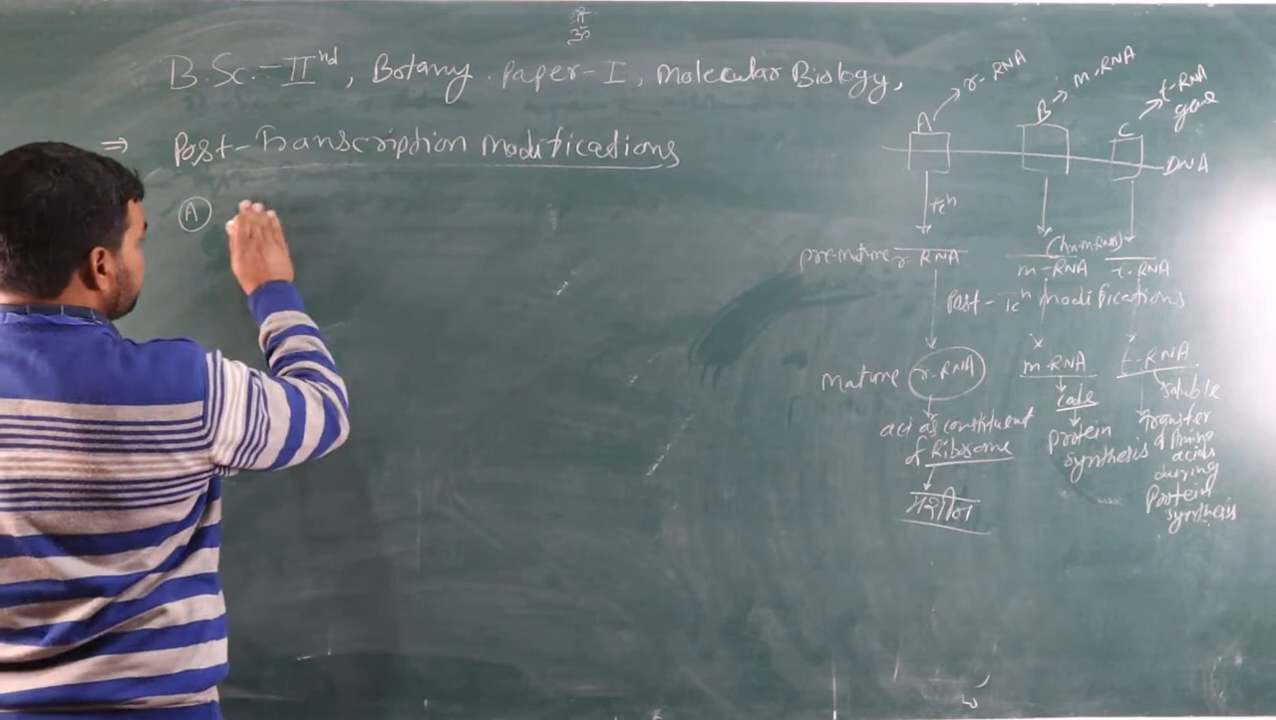 ॐ
B.Sc.-IInd, Botany. Paper-I, Molecular Biology,
⇒ Post-Transcription modifications
Ⓐ
A → r-RNA
B → m-RNA
C → t-RNA gene
DNA
Tcn
pre-mature r-RNA
(hn-mRNA)
m-RNA
t-RNA
Post-Tcn modifications
mature r-RNA
act as constituent
of Ribosome
मशीन
m-RNA
code
protein
synthesis
t-RNA
soluble
transfer
of Amino
acids
during
Protein
synthesis